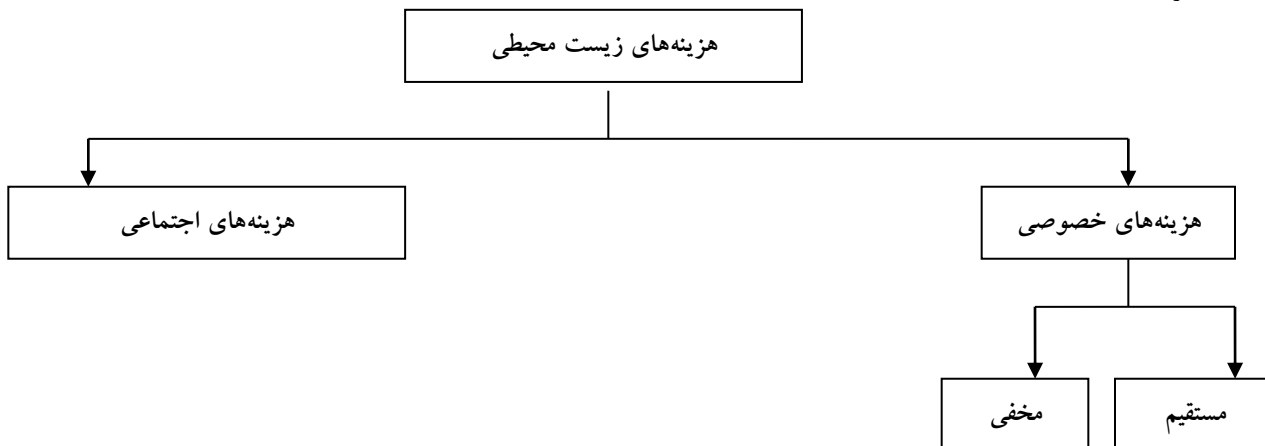 هزینه‌های زیست محیطی
هزینه‌های خصوصی
هزینه‌های اجتماعی
مستقیم
مخفی